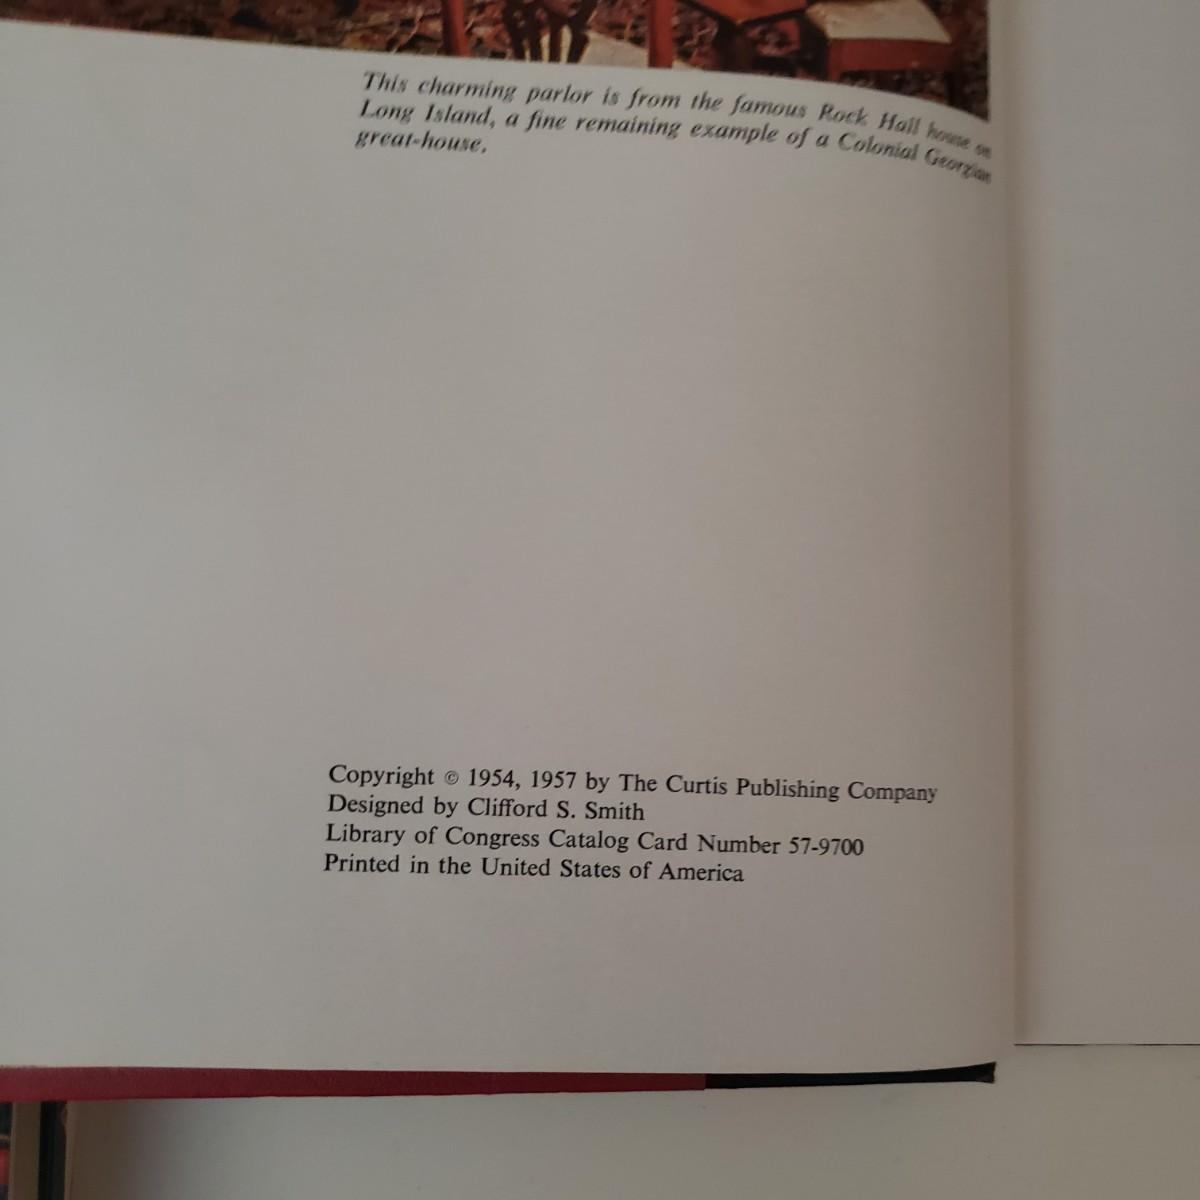 This charming parlor is from the famous Rock Hall house on
Long Island, a fine remaining example of a Colonial Georgian
great-house.
Copyright © 1954, 1957 by The Curtis Publishing Company
Designed by Clifford S. Smith
Library of Congress Catalog Card Number 57-9700
Printed in the United States of America